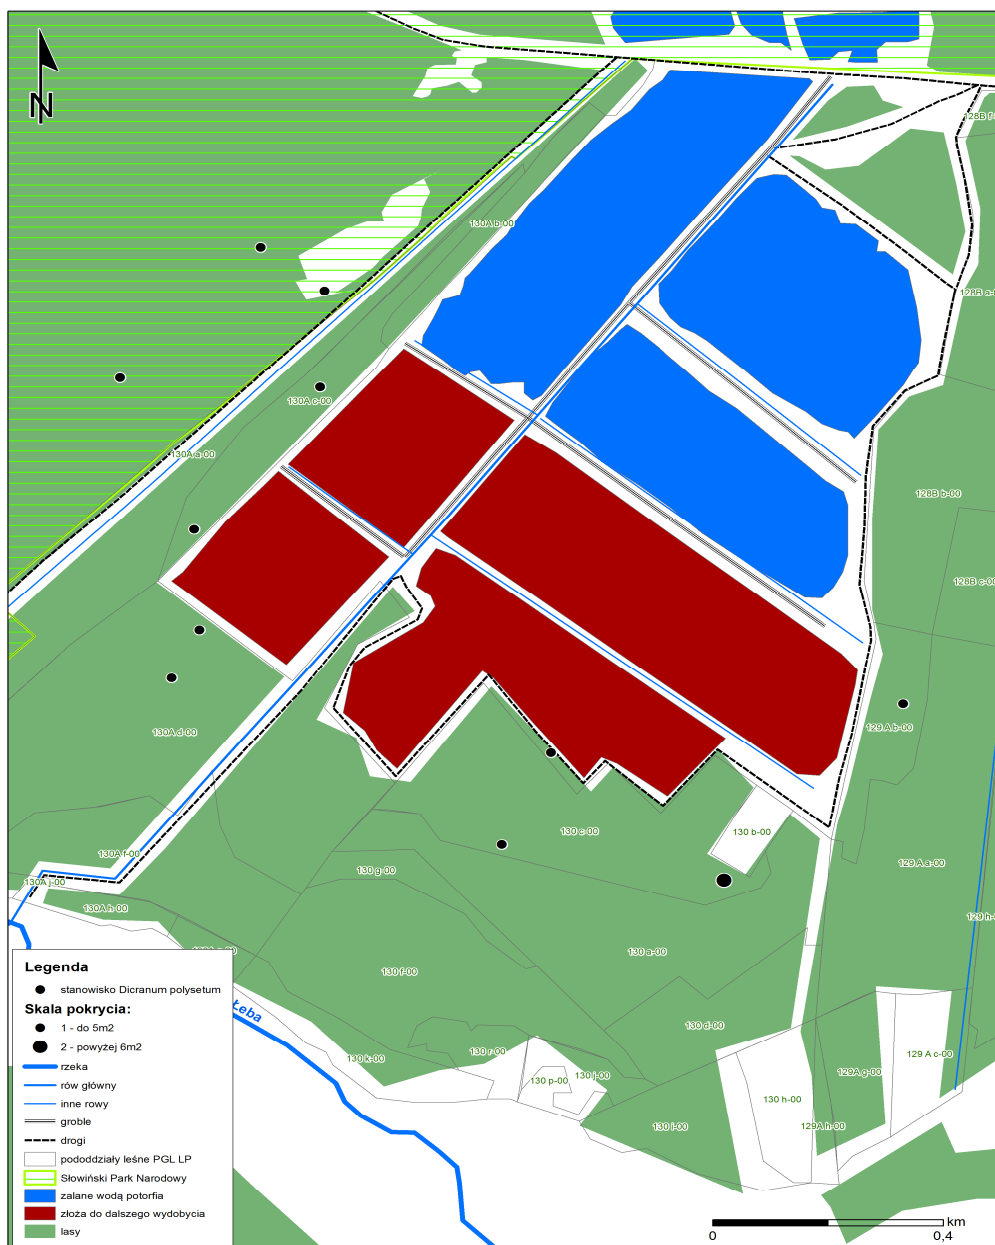 N
128B f-
130A b-00
128B a-
130A c-00
130A a-00
128B b-00
128B c-00
129 A b-00
130A d-00
130 c-00
130 b-00
130A f-00
129 A a-00
130 g-00
130A j-00
130A h-00
129 h-
130 a-00
130 f-00
Łeba
130 d-00
130 k-00
130 r-00
130 p-00
130 j-00
129 A c-00
129A g-00
130 h-00
130 i-00
129A h-00
Legenda
stanowisko Dicranum polysetum
Skala pokrycia:
1 - do 5m2
2 - powyżej 6m2
rzeka
rów główny
inne rowy
groble
drogi
pododdziały leśne PGL LP
Słowiński Park Narodowy
zalane wodą potorfia
złoża do dalszego wydobycia
lasy
km
0
0,4